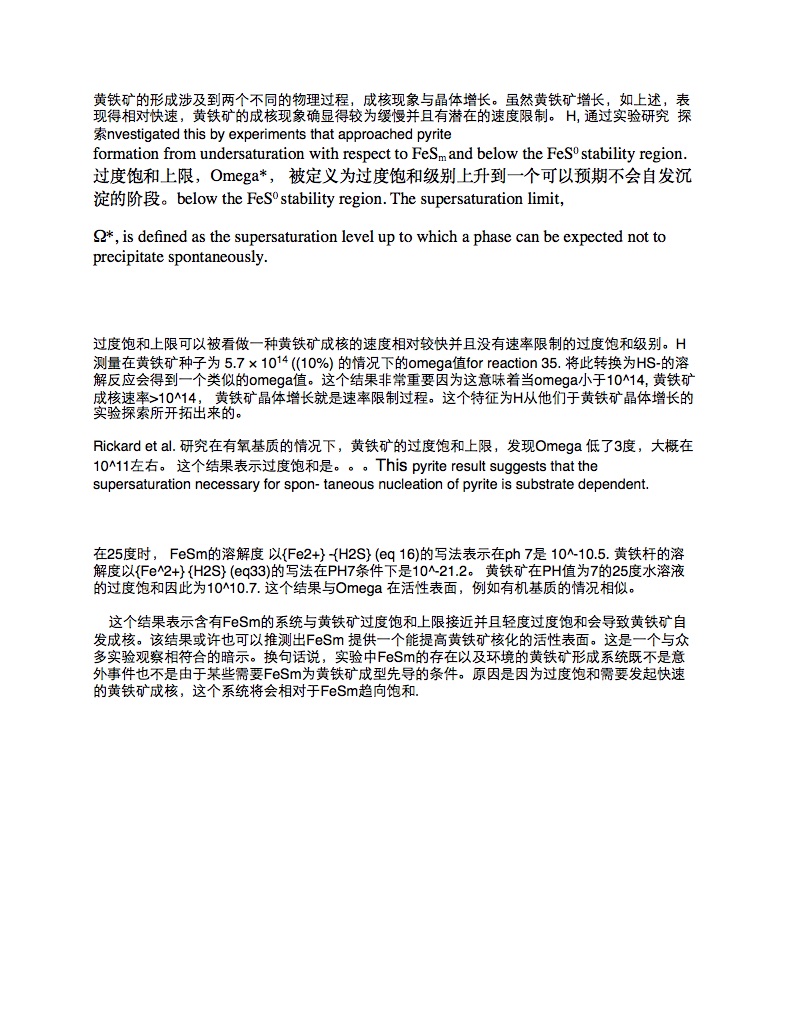 黄铁矿的形成涉及到两个不同的物理过程，成核现象与晶体增长。虽然黄铁矿增长，如上述，表
现得相对快速，黄铁矿的成核现象确显得较为缓慢并且有潜在的速度限制。 H, 通过实验研究 探
索nvestigated this by experiments that approached pyrite
formation from undersaturation with respect to FeSₘ and below the FeS⁰ stability region.
过度饱和上限，Omega*， 被定义为过度饱和级别上升到一个可以预期不会自发沉
淀的阶段。below the FeS⁰ stability region. The supersaturation limit,
Ω*, is defined as the supersaturation level up to which a phase can be expected not to
precipitate spontaneously.
过度饱和上限可以被看做一种黄铁矿成核的速度相对较快并且没有速率限制的过度饱和级别。H
测量在黄铁矿种子为 5.7 × 10¹⁴ ((10%) 的情况下的omega值for reaction 35. 将此转换为HS-的溶
解反应会得到一个类似的omega值。这个结果非常重要因为这意味着当omega小于10^14, 黄铁矿
成核速率>10^14， 黄铁矿晶体增长就是速率限制过程。这个特征为H从他们于黄铁矿晶体增长的
实验探索所开拓出来的。
Rickard et al. 研究在有氧基质的情况下，黄铁矿的过度饱和上限，发现Omega 低了3度，大概在
10^11左右。 这个结果表示过度饱和是。。。This pyrite result suggests that the
supersaturation necessary for spon- taneous nucleation of pyrite is substrate dependent.
在25度时， FeSm的溶解度 以{Fe2+} -{H2S} (eq 16)的写法表示在ph 7是 10^-10.5. 黄铁杆的溶
解度以{Fe^2+} {H2S} (eq33)的写法在PH7条件下是10^-21.2。 黄铁矿在PH值为7的25度水溶液
的过度饱和因此为10^10.7. 这个结果与Omega 在活性表面，例如有机基质的情况相似。
这个结果表示含有FeSm的系统与黄铁矿过度饱和上限接近并且轻度过度饱和会导致黄铁矿自
发成核。该结果或许也可以推测出FeSm 提供一个能提高黄铁矿核化的活性表面。这是一个与众
多实验观察相符合的暗示。换句话说，实验中FeSm的存在以及环境的黄铁矿形成系统既不是意
外事件也不是由于某些需要FeSm为黄铁矿成型先导的条件。原因是因为过度饱和需要发起快速
的黄铁矿成核，这个系统将会相对于FeSm趋向饱和.